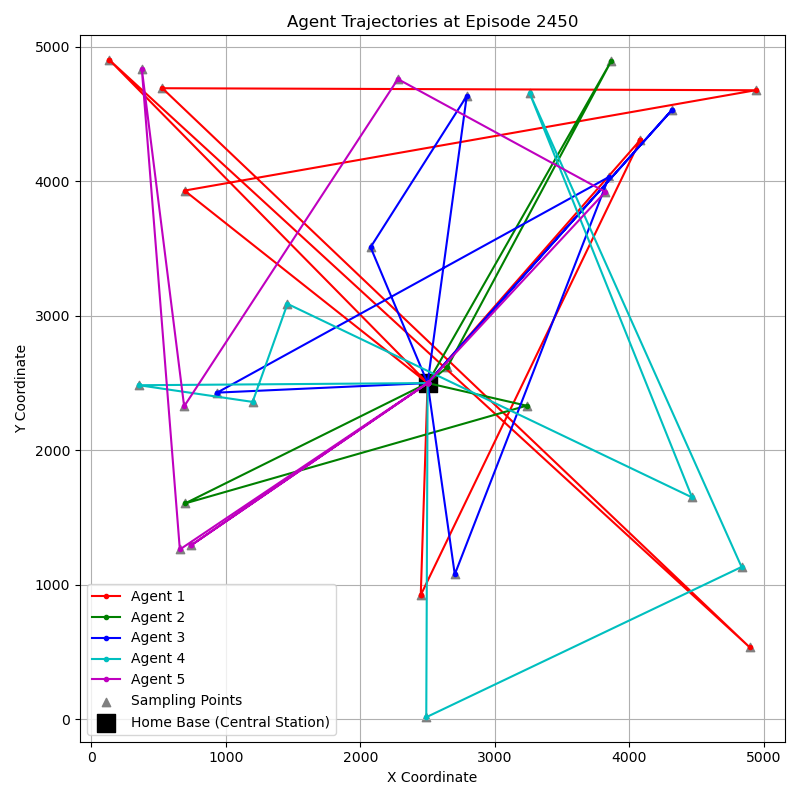 Agent Trajectories at Episode 2450
Y Coordinate
5000
4000
3000
2000
1000
0
Agent 1
Agent 2
Agent 3
Agent 4
Agent 5
Sampling Points
Home Base (Central Station)
0 1000 2000 3000 4000 5000
X Coordinate